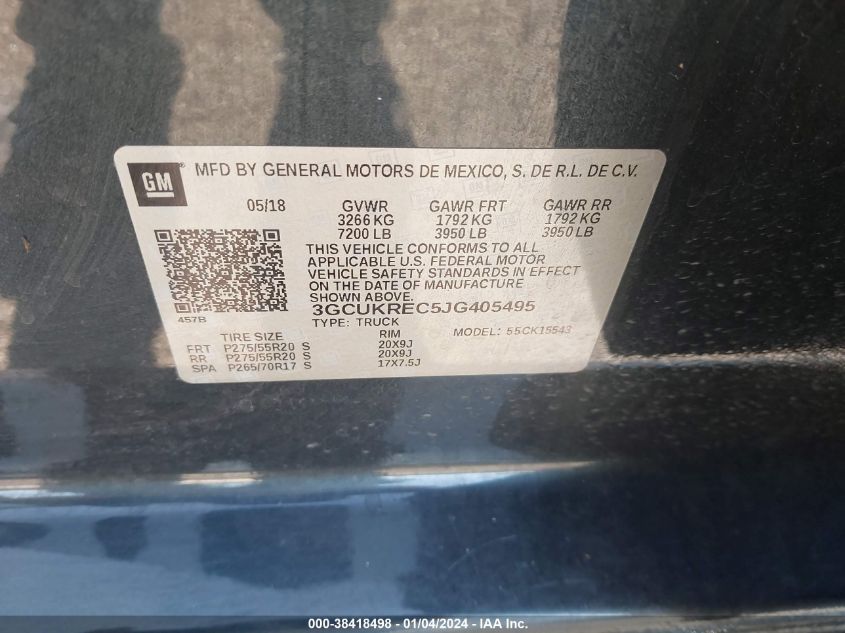 GM ® MFD BY GENERAL MOTORS DE MEXICO, S. DE R.L. DE C.V.
05/18 GVWR GAWR FRT GAWR RR
3266 KG 1792 KG 1792 KG
7200 LB 3950 LB 3950 LB
THIS VEHICLE CONFORMS TO ALL
APPLICABLE U.S. FEDERAL MOTOR
VEHICLE SAFETY STANDARDS IN EFFECT
ON THE DATE OF MANUFACTURE
SHOWN ABOVE.
457B
3GCUKREC5JG405495
TYPE: TRUCK MODEL: 55CK15543
TIRE SIZE RIM
FRT P275/55R20 S 20X9J
RR P275/55R20 S 20X9J
SPA P265/70R17 S 17X7.5J
000-38418498 - 01/04/2024 - IAA Inc.